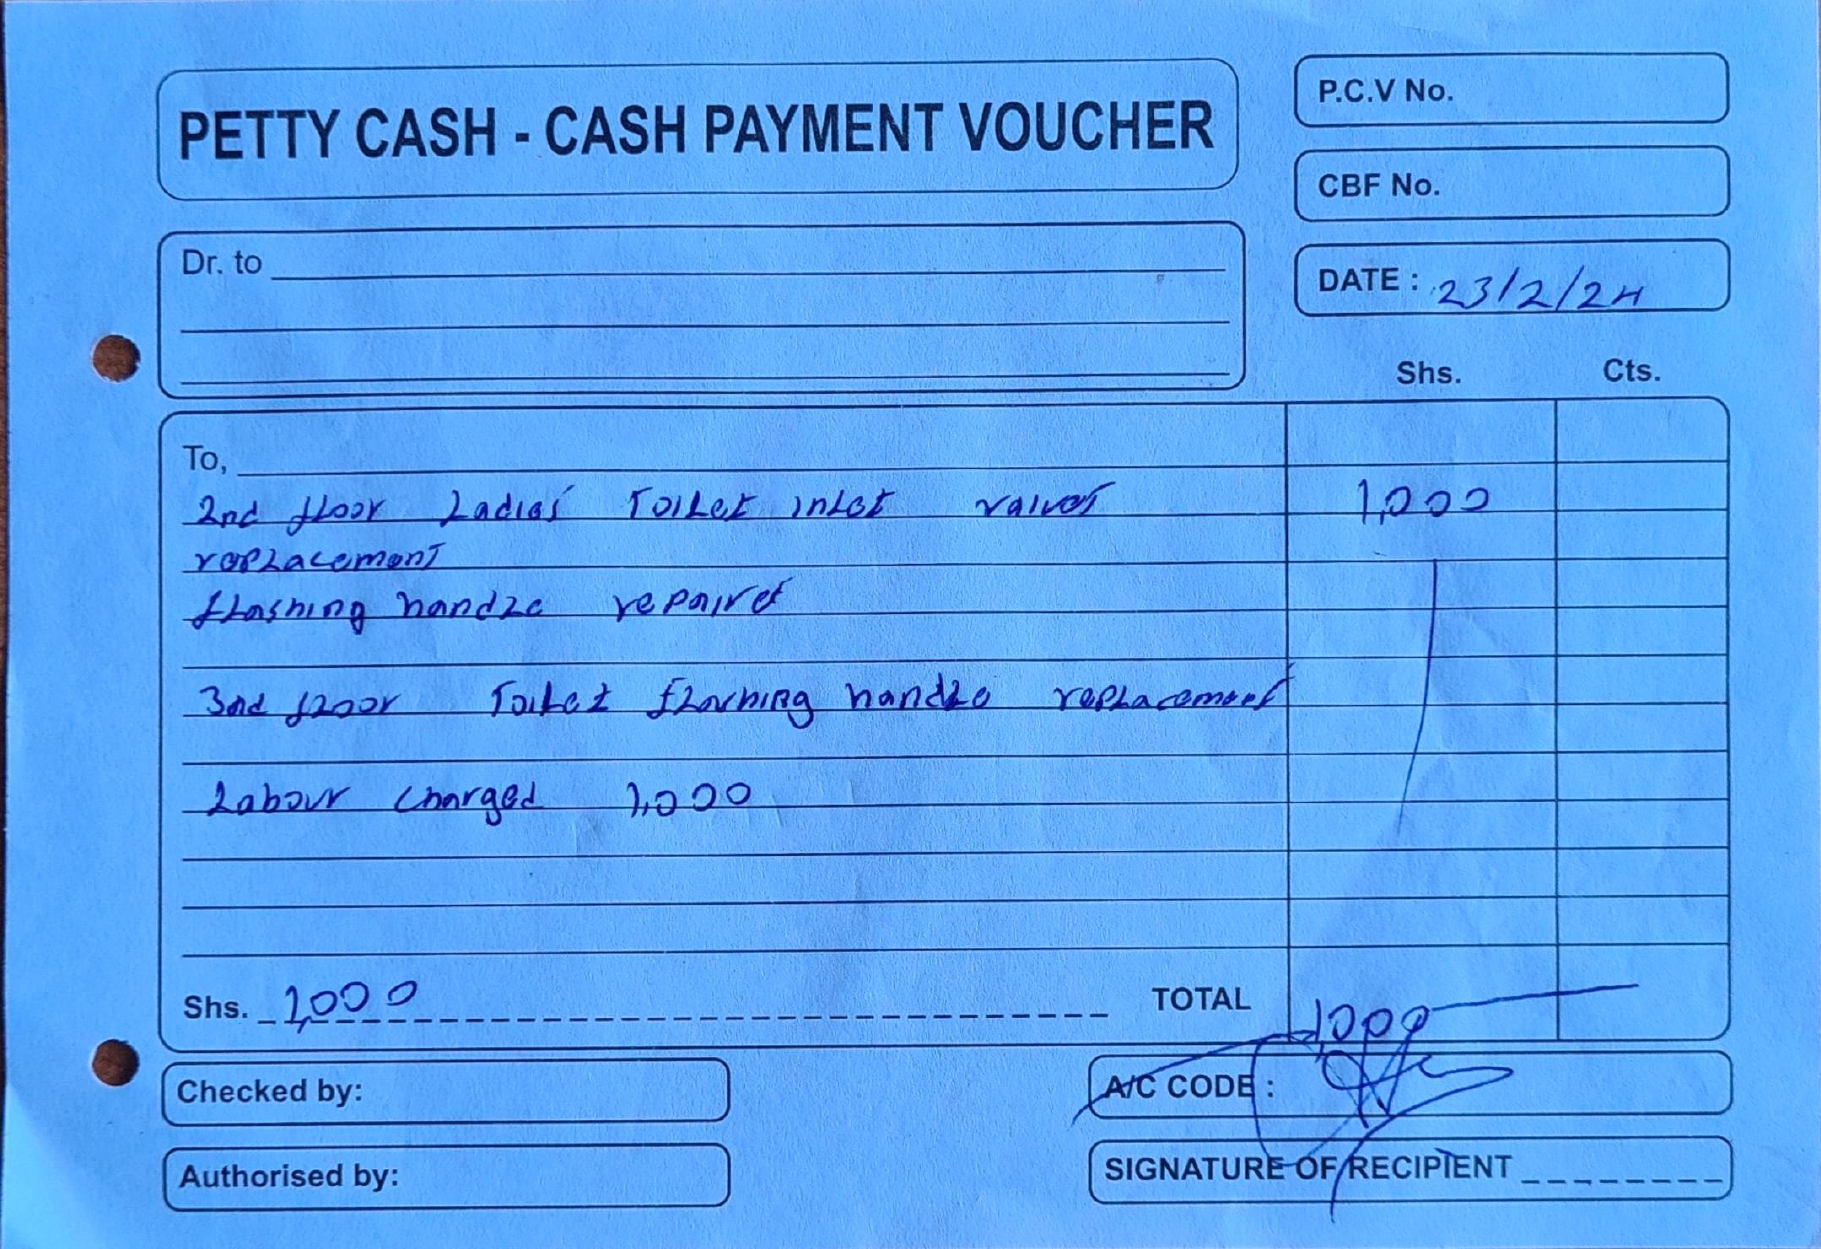 PETTY CASH - CASH PAYMENT VOUCHER
P.C.V No.
CBF No.
Dr. to
DATE : 23/2/24
Shs. Cts.
To,
2nd floor Ladies Toilet inlet valves 1,000
replacement
flashing handle repaired
3nd floor Toilet flashing handle replacement
Labour charged 1,000
Shs. 1,000 TOTAL 1,000
Checked by:
A/C CODE :
Authorised by:
SIGNATURE OF RECIPIENT